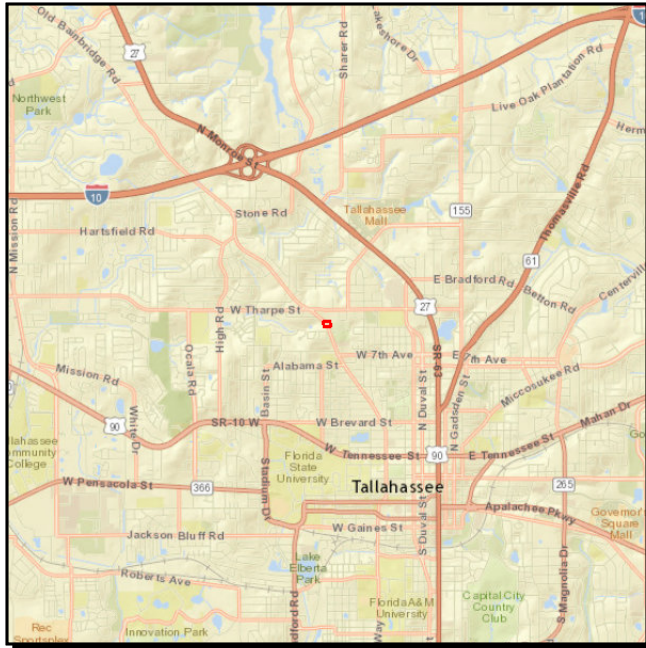 Old Bainbridge Rd
27
Sharer Rd
Lakeshore Dr
Live Oak Plantation Rd
Northwest
Park
N Monroe St
Herm
Thomasville Rd
10
N Mission Rd
Stone Rd
Tallahassee
Mall
155
Hartsfield Rd
61
E Bradford Rd
Centerville
Belton Rd
27
W Tharpe St
High Rd
SR-63
Ocala Rd
W 7th Ave
E 7th Ave
Mission Rd
Alabama St
Miccosukee Rd
Basin St
N Duval St
N Gadsden St
White Dr
90
SR-10 W
W Brevard St
Mahan Dr
llahassee
ommunity
College
W Tennessee St
90
E Tennessee St
Go
Florida
State
University
W Pensacola St
366
Stadium Dr
Tallahassee
265
Apalachee Pkwy
Governor's
Square
Mall
Jackson Bluff Rd
W Gaines St
S Duval St
Lake
Elberta
Park
S Magnolia Dr
Roberts Ave
dford Rd
Florida A&M
University
Capital City
Country
Club
Way
Rec
Sportsplex
Innovation Park